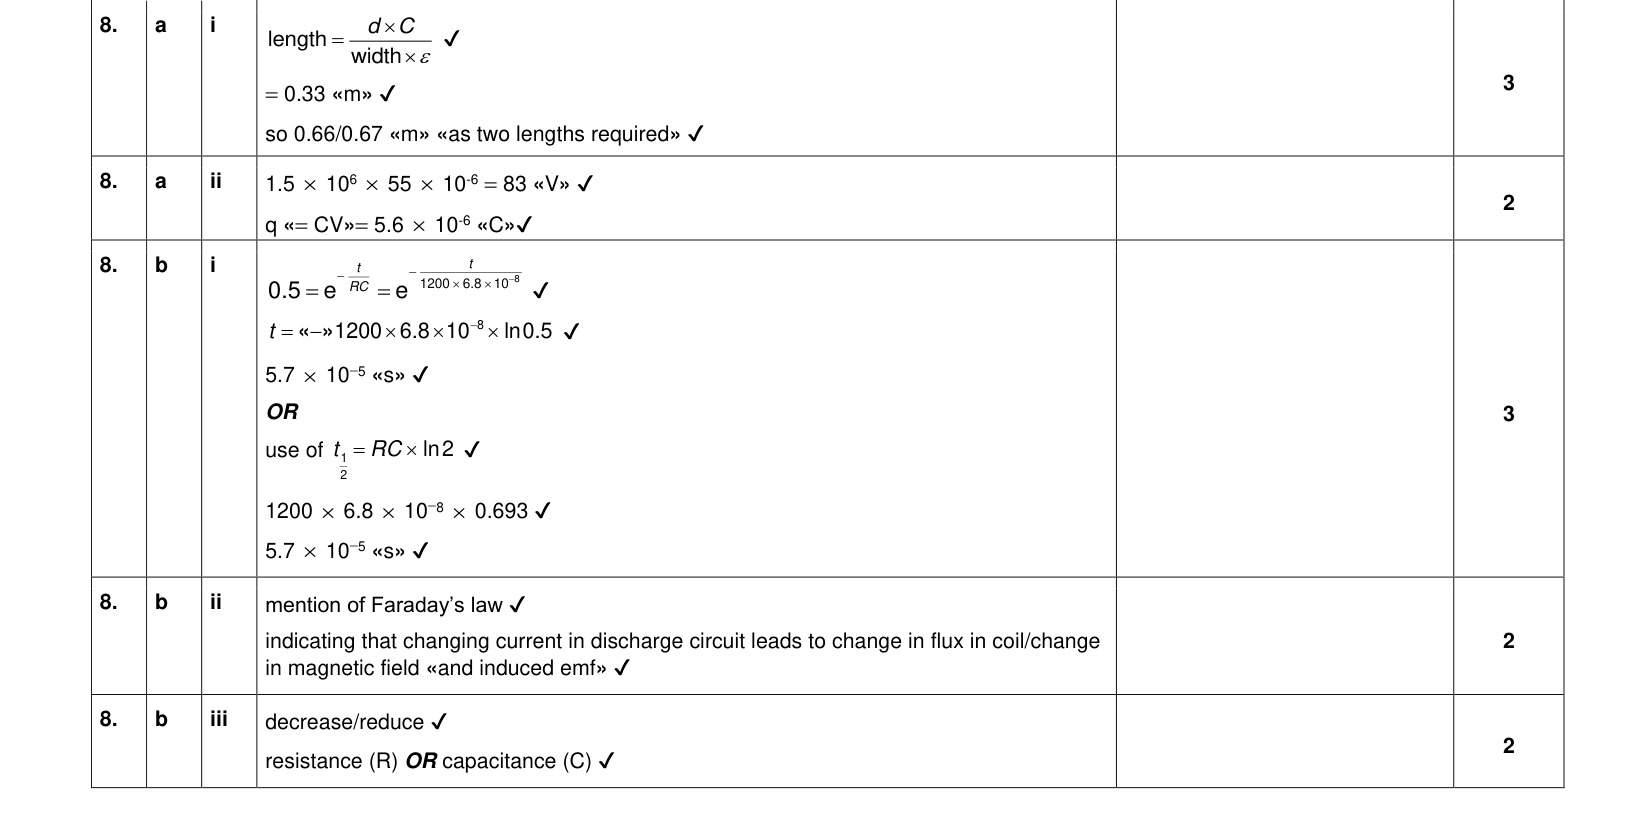 8. a i length = d × C / width × ε ✓
= 0.33 «m» ✓
so 0.66/0.67 «m» «as two lengths required» ✓
3
8. a ii 1.5 × 10⁶ × 55 × 10⁻⁶ = 83 «V» ✓
q «= CV»= 5.6 × 10⁻⁶ «C»✓
2
8. b i 0.5 = e^(−t/RC) = e^(−t/(1200 × 6.8 × 10⁻⁸)) ✓
t = «–»1200 × 6.8 × 10⁻⁸ × ln0.5 ✓
5.7 × 10⁻⁵ «s» ✓
OR
use of t½ = RC × ln2 ✓
1200 × 6.8 × 10⁻⁸ × 0.693 ✓
5.7 × 10⁻⁵ «s» ✓
3
8. b ii mention of Faraday's law ✓
indicating that changing current in discharge circuit leads to change in flux in coil/change
in magnetic field «and induced emf» ✓
2
8. b iii decrease/reduce ✓
resistance (R) OR capacitance (C) ✓
2